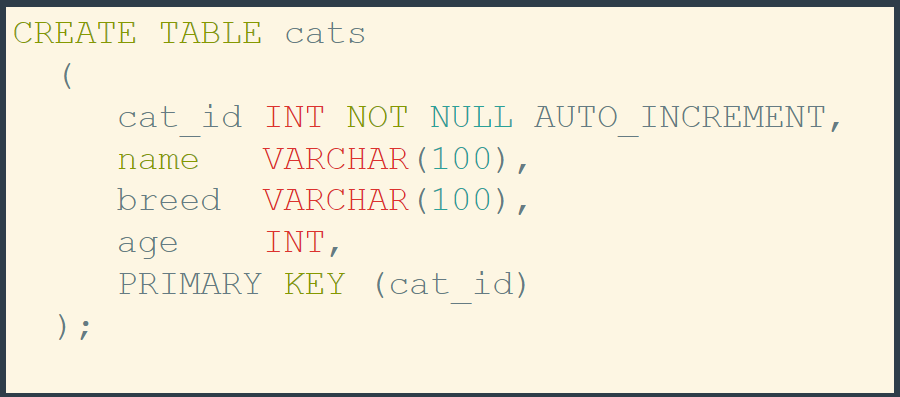 CREATE TABLE cats
(
cat_id INT NOT NULL AUTO_INCREMENT,
name VARCHAR(100),
breed VARCHAR(100),
age INT,
PRIMARY KEY (cat_id)
);